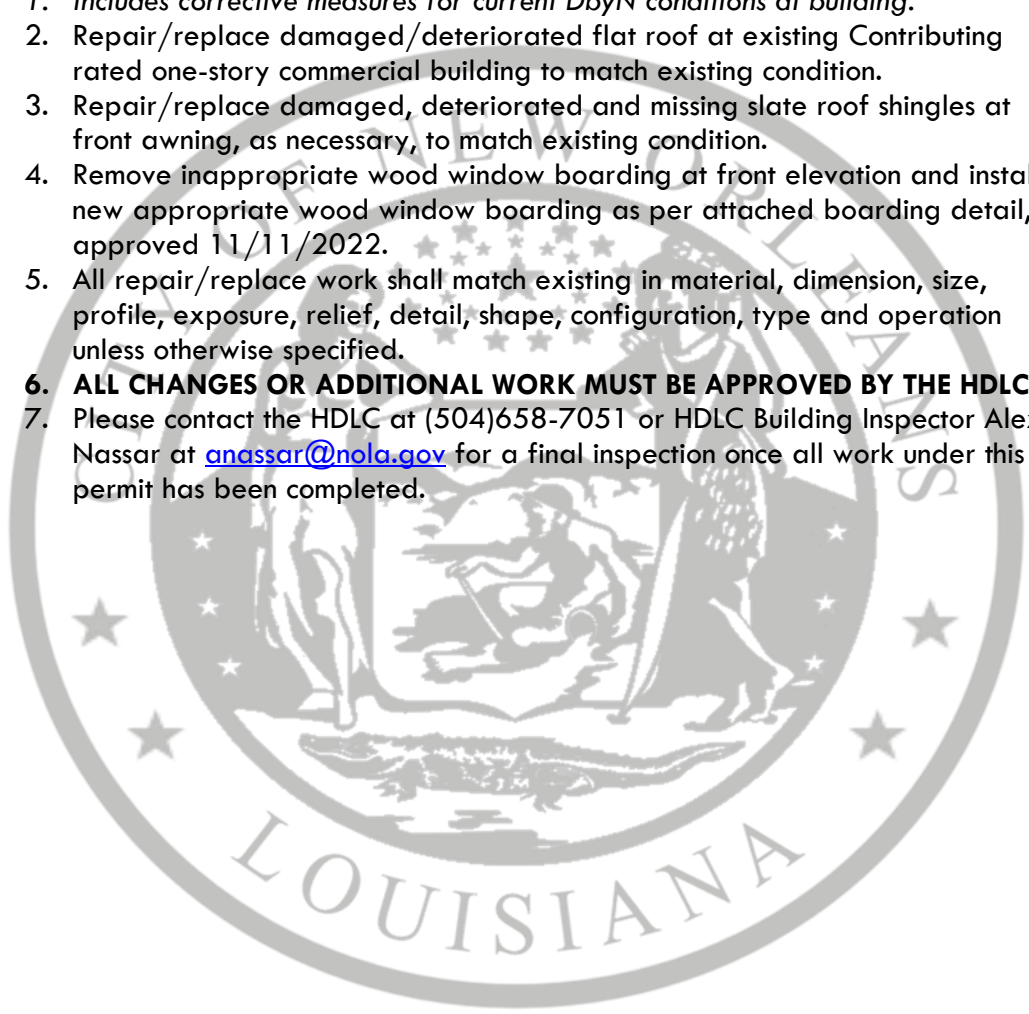 1. Includes corrective measures for current DbyN conditions at building.
2. Repair/replace damaged/deteriorated flat roof at existing Contributing
rated one-story commercial building to match existing condition.
3. Repair/replace damaged, deteriorated and missing slate roof shingles at
front awning, as necessary, to match existing condition.
4. Remove inappropriate wood window boarding at front elevation and instal
new appropriate wood window boarding as per attached boarding detail,
approved 11/11/2022.
5. All repair/replace work shall match existing in material, dimension, size,
profile, exposure, relief, detail, shape, configuration, type and operation
unless otherwise specified.
6. ALL CHANGES OR ADDITIONAL WORK MUST BE APPROVED BY THE HDLC
7. Please contact the HDLC at (504)658-7051 or HDLC Building Inspector Alex
Nassar at anassar@nola.gov for a final inspection once all work under this
permit has been completed.
CITY OF NEW ORLEANS
LOUISIANA